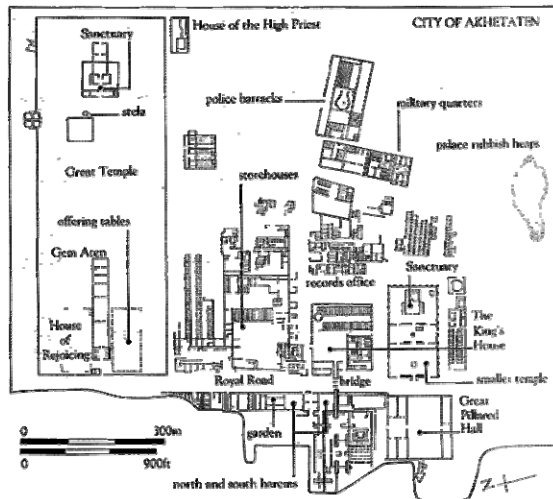 CITY OF AKHETATEN
House of the High Priest
Sanctuary
police barracks
military quarters
stela
palace rubbish heaps
Great Temple
storehouses
offering tables
Gem Aten
records office
Sanctuary
House
of
Rejoicing
The
King's
House
Royal Road
bridge
smaller temple
Great
Pillared
Hall
garden
north and south harems
0 300m
0 900ft
N